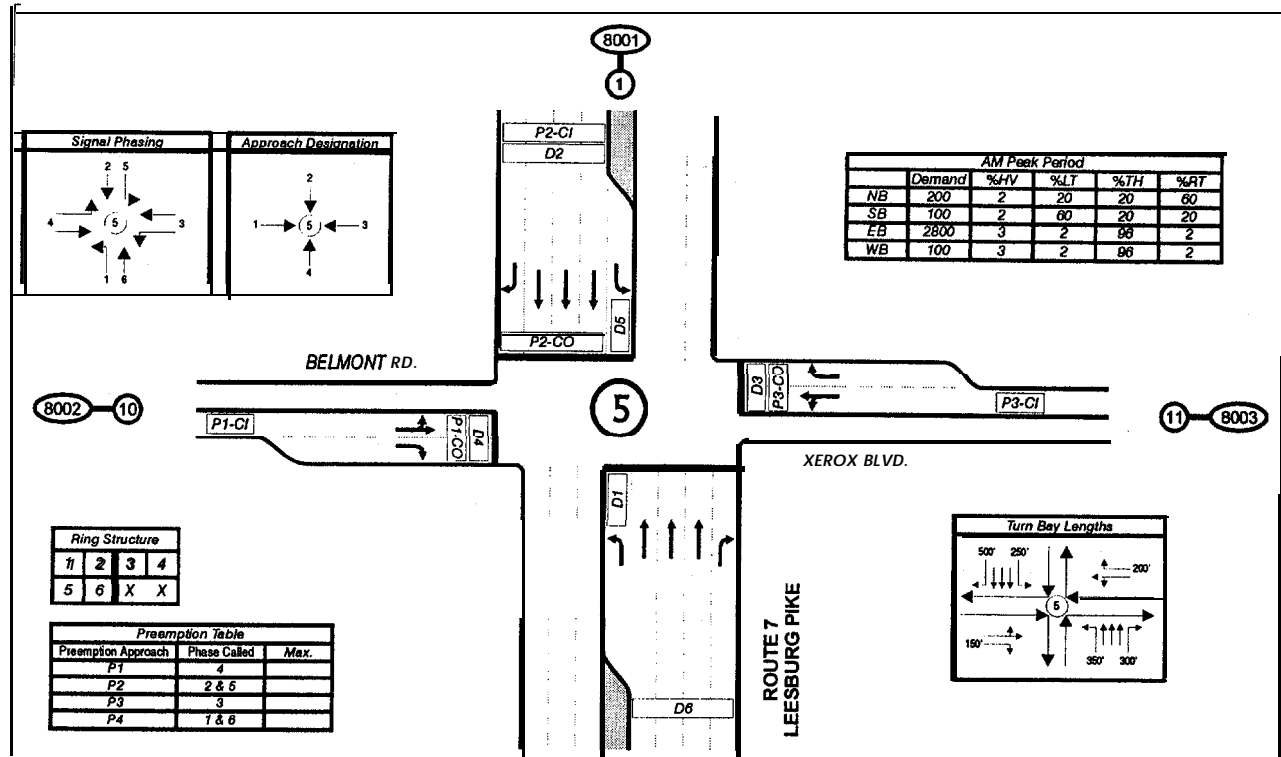 8001
1
Signal Phasing
2 5
4 5 3
1 6
Approach Designation
2
1 5 3
4
P2-CI
D2
D5
P2-CO
AM Peak Period
Demand %HV %LT %TH %RT
NB 200 2 20 20 60
SB 100 2 60 20 20
EB 2800 3 2 96 2
WB 100 3 2 96 2
BELMONT RD.
8002 10
P1-CI
P1-CO
D4
5
D3
P3-CO
P3-CI
11 8003
XEROX BLVD.
D1
D6
ROUTE 7
LEESBURG PIKE
Ring Structure
1 2 3 4
5 6 X X
Preemption Table
Preemption Approach Phase Called Max.
P1 4
P2 2 & 5
P3 3
P4 1 & 6
Turn Bay Lengths
500' 250'
200'
5
150'
350' 300'